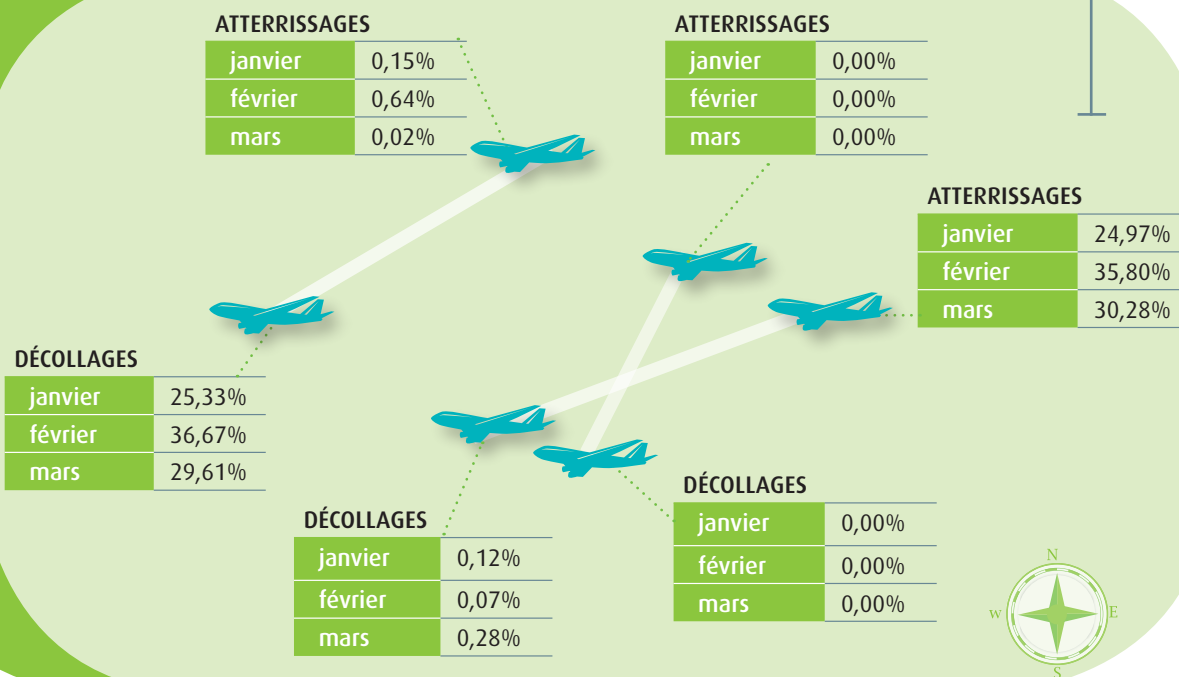 ATTERRISSAGES
janvier 0,15%
février 0,64%
mars 0,02%
ATTERRISSAGES
janvier 0,00%
février 0,00%
mars 0,00%
ATTERRISSAGES
janvier 24,97%
février 35,80%
mars 30,28%
DÉCOLLAGES
janvier 25,33%
février 36,67%
mars 29,61%
DÉCOLLAGES
janvier 0,12%
février 0,07%
mars 0,28%
DÉCOLLAGES
janvier 0,00%
février 0,00%
mars 0,00%
N
W E
S